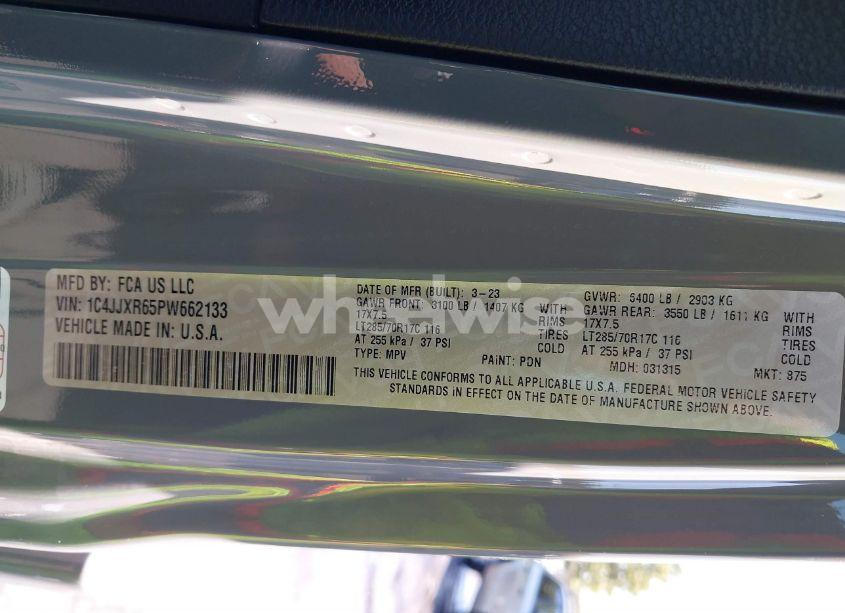 MFD BY: FCA US LLC
VIN: 1C4JJXR65PW662133
VEHICLE MADE IN: U.S.A.
DATE OF MFR (BUILT): 3-23
GVWR: 6400 LB / 2903 KG
GAWR FRONT: 3100 LB / 1407 KG WITH
GAWR REAR: 3550 LB / 1611 KG WITH
17X7.5 RIMS
17X7.5 RIMS
LT285/70R17C 116 TIRES
LT285/70R17C 116 TIRES
AT 255 kPa / 37 PSI COLD
AT 255 kPa / 37 PSI COLD
TYPE: MPV PAINT: PDN MDH: 031315 MKT: 875
THIS VEHICLE CONFORMS TO ALL APPLICABLE U.S.A. FEDERAL MOTOR VEHICLE SAFETY
STANDARDS IN EFFECT ON THE DATE OF MANUFACTURE SHOWN ABOVE.
wheelwise